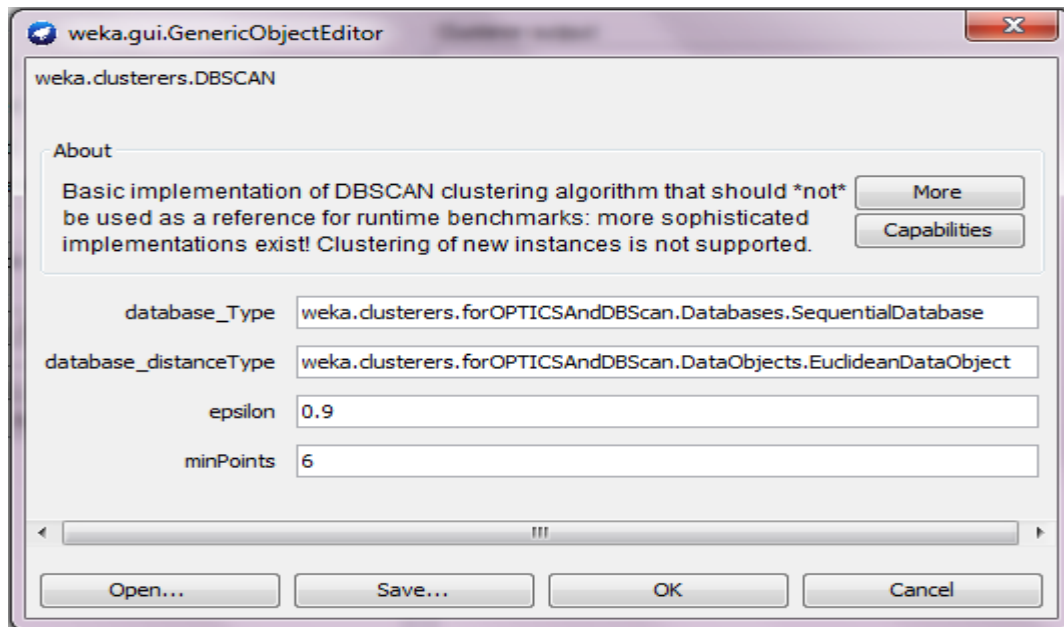 weka.gui.GenericObjectEditor
weka.clusterers.DBSCAN
About
Basic implementation of DBSCAN clustering algorithm that should *not*
be used as a reference for runtime benchmarks: more sophisticated
implementations exist! Clustering of new instances is not supported.
More
Capabilities
database_Type
weka.clusterers.forOPTICSAndDBScan.Databases.SequentialDatabase
database_distanceType
weka.clusterers.forOPTICSAndDBScan.DataObjects.EuclideanDataObject
epsilon
0.9
minPoints
6
Open...
Save...
OK
Cancel